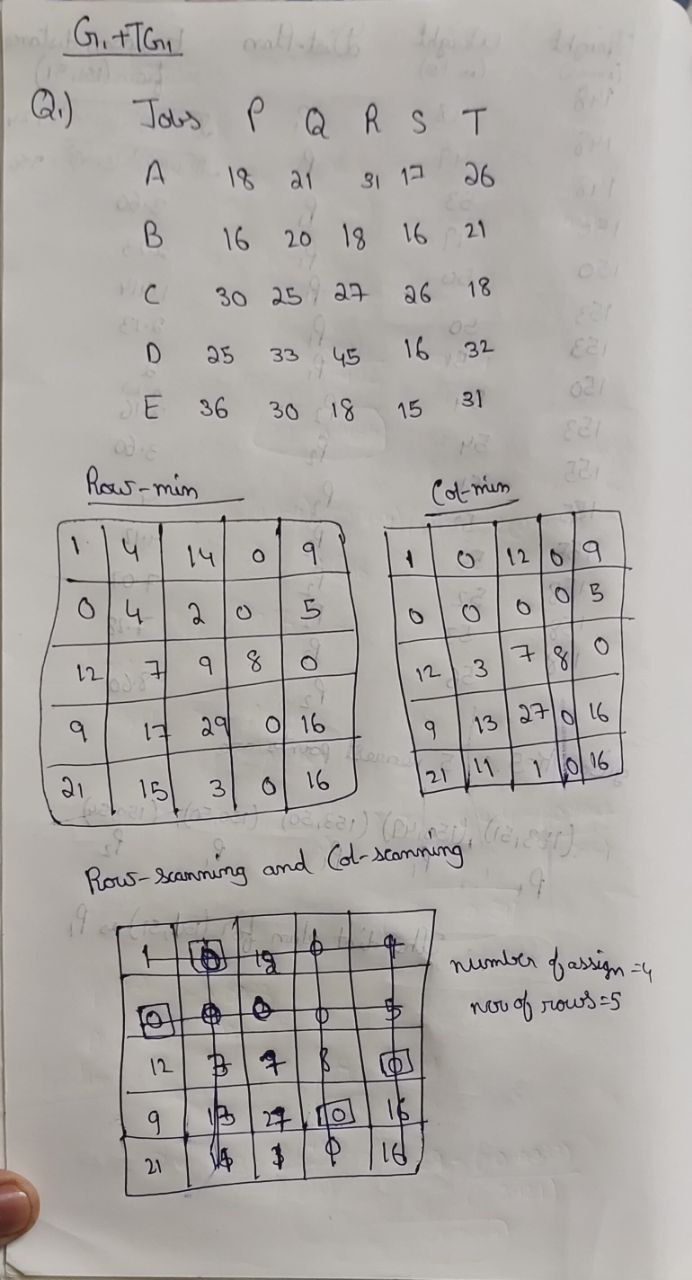 G1+TG1
Q.) Jobs P Q R S T
A 18 21 31 17 26
B 16 20 18 16 21
C 30 25 27 26 18
D 25 33 45 16 32
E 36 30 18 15 31
Row-min
1 4 14 0 9
0 4 2 0 5
12 7 9 8 0
9 17 29 0 16
21 15 3 0 16
Col-min
1 0 12 0 9
0 0 0 0 5
12 3 7 8 0
9 13 27 0 16
21 11 1 0 16
Row-scanning and Col-scanning
1 0 12 0 9
0 0 0 0 5
12 3 7 8 0
9 13 27 0 16
21 11 1 0 16
number of assign=4
no of rows=5